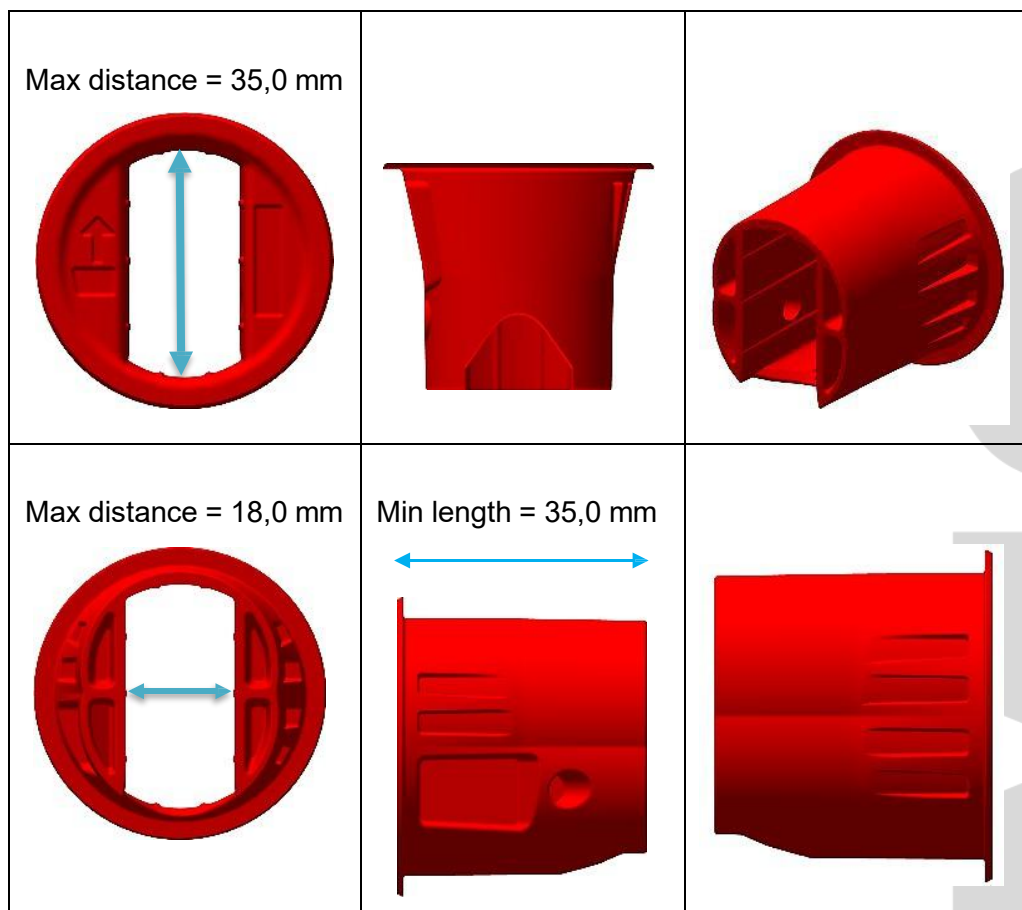 Max distance = 35,0 mm
Max distance = 18,0 mm
Min length = 35,0 mm